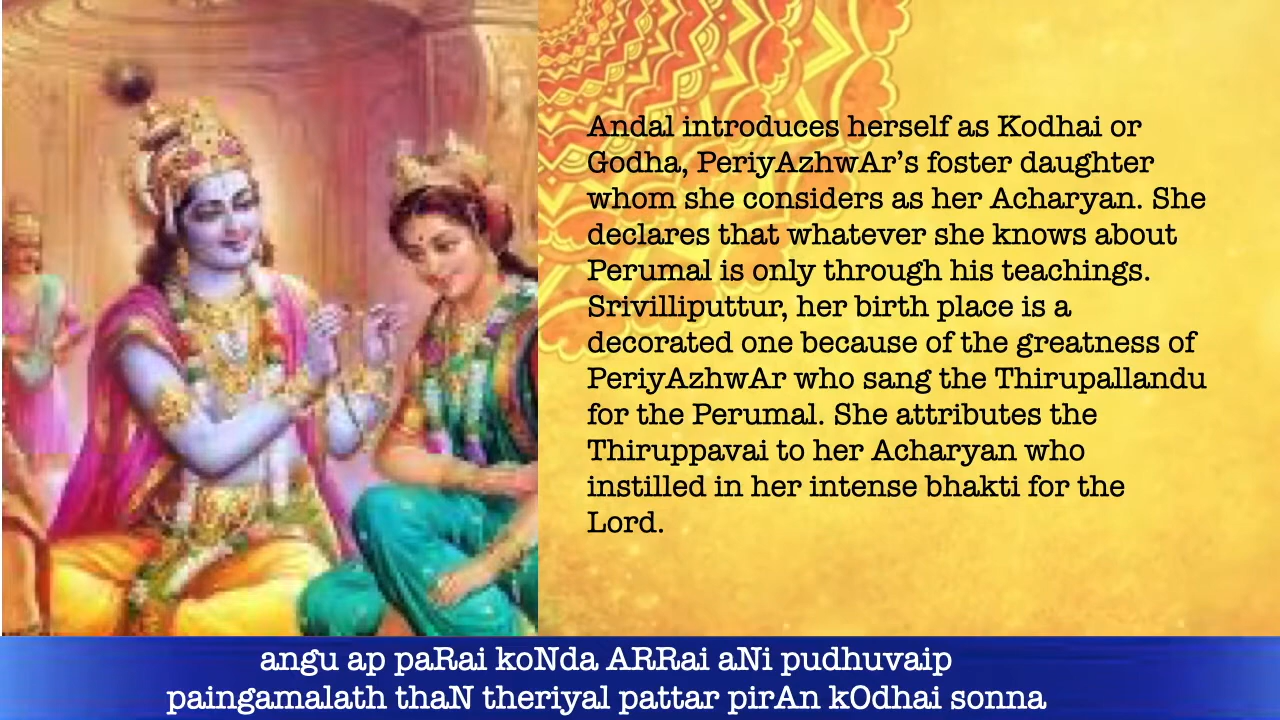 Andal introduces herself as Kodhai or
Godha, PeriyAzhwAr’s foster daughter
whom she considers as her Acharyan. She
declares that whatever she knows about
Perumal is only through his teachings.
Srivilliputtur, her birth place is a
decorated one because of the greatness of
PeriyAzhwAr who sang the Thirupallandu
for the Perumal. She attributes the
Thiruppavai to her Acharyan who
instilled in her intense bhakti for the
Lord.
angu ap paRai koNda ARRai aNi pudhuvaip
paingamalath thaN theriyal pattar pirAn kOdhai sonna